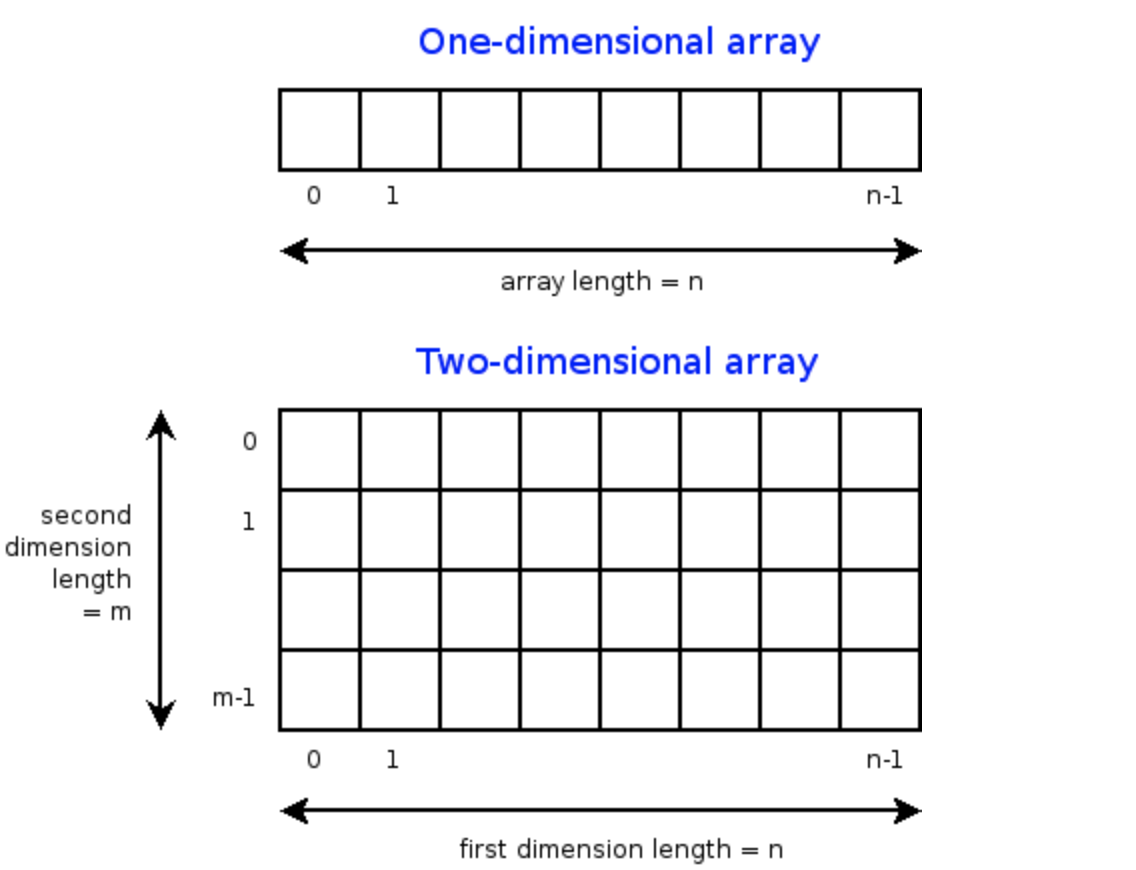 One-dimensional array
0 1 n-1
array length = n
Two-dimensional array
0
1
second
dimension
length
= m
m-1
0 1 n-1
first dimension length = n